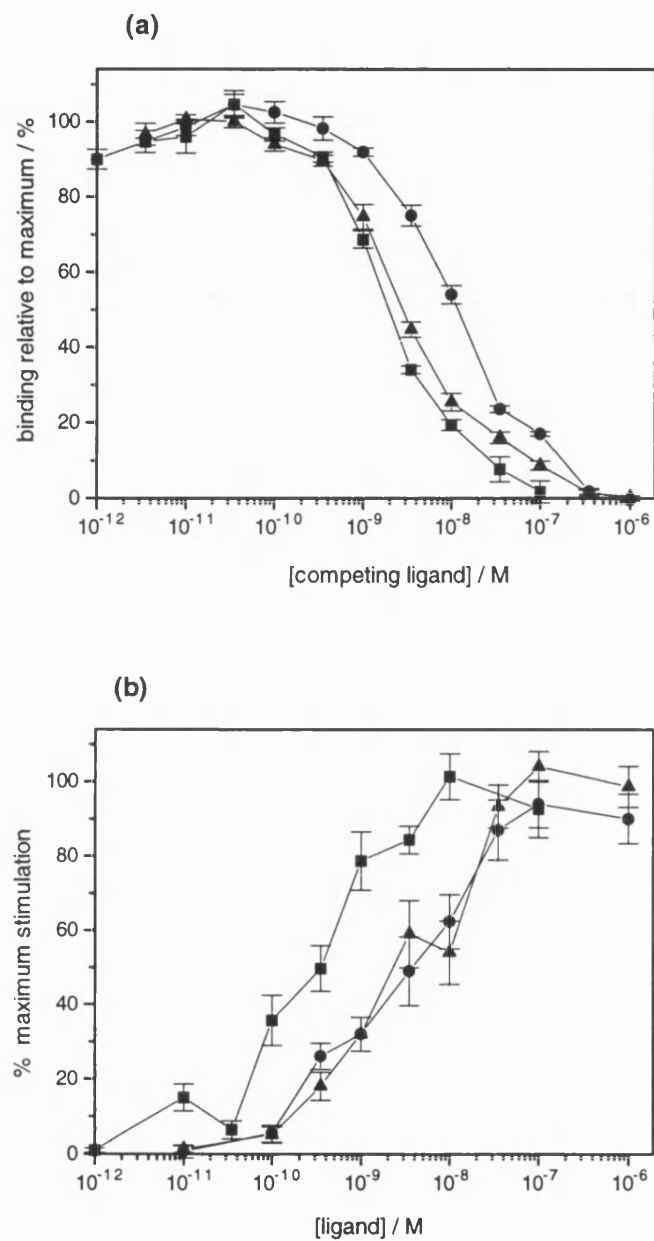 (a)
binding relative to maximum / %
100
80
60
40
20
0
10-12 10-11 10-10 10-9 10-8 10-7 10-6
[competing ligand] / M
(b)
% maximum stimulation
100
80
60
40
20
0
10-12 10-11 10-10 10-9 10-8 10-7 10-6
[ligand] / M